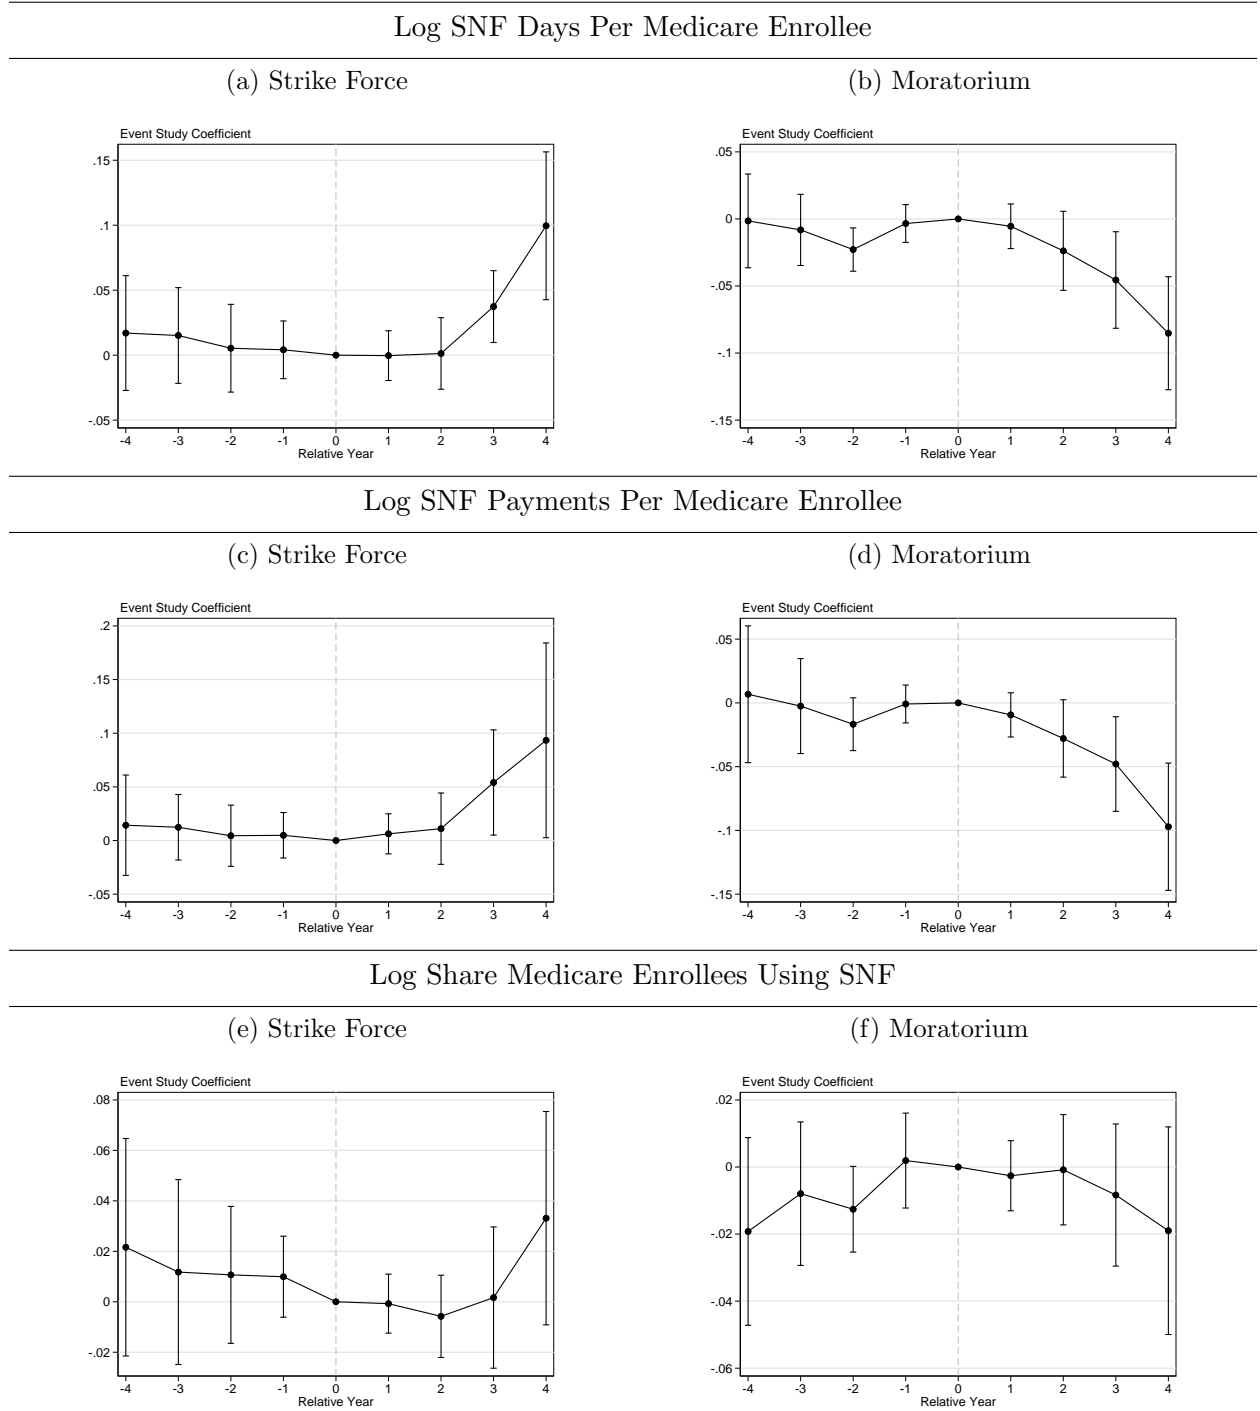 Log SNF Days Per Medicare Enrollee
(a) Strike Force
(b) Moratorium
Event Study Coefficient
.15
.1
.05
0
-.05
-4 -3 -2 -1 0 1 2 3 4
Relative Year
Event Study Coefficient
.05
0
-.05
-.1
-.15
-4 -3 -2 -1 0 1 2 3 4
Relative Year
Log SNF Payments Per Medicare Enrollee
(c) Strike Force
(d) Moratorium
Event Study Coefficient
.2
.15
.1
.05
0
-.05
-4 -3 -2 -1 0 1 2 3 4
Relative Year
Event Study Coefficient
.05
0
-.05
-.1
-.15
-4 -3 -2 -1 0 1 2 3 4
Relative Year
Log Share Medicare Enrollees Using SNF
(e) Strike Force
(f) Moratorium
Event Study Coefficient
.08
.06
.04
.02
0
-.02
-4 -3 -2 -1 0 1 2 3 4
Relative Year
Event Study Coefficient
.02
0
-.02
-.04
-.06
-4 -3 -2 -1 0 1 2 3 4
Relative Year